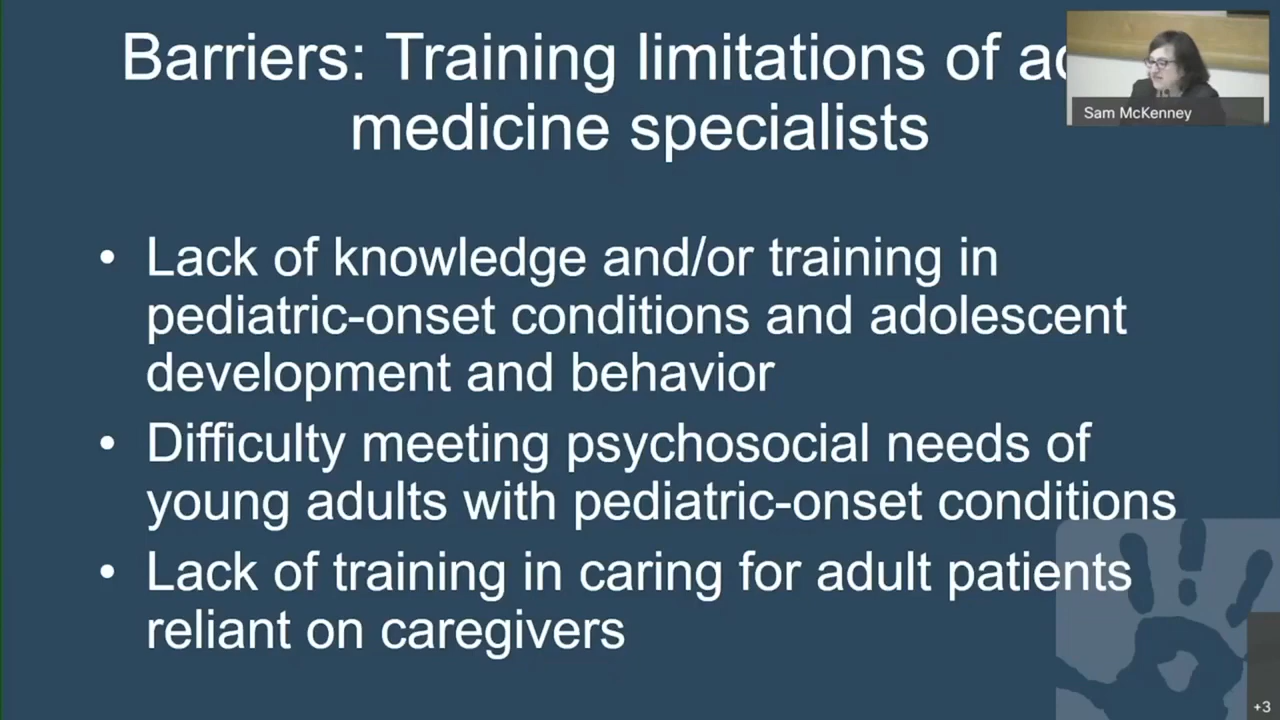 Barriers: Training limitations of
medicine specialists
Sam McKenney
• Lack of knowledge and/or training in
pediatric-onset conditions and adolescent
development and behavior
• Difficulty meeting psychosocial needs of
young adults with pediatric-onset conditions
• Lack of training in caring for adult patients
reliant on caregivers
+3